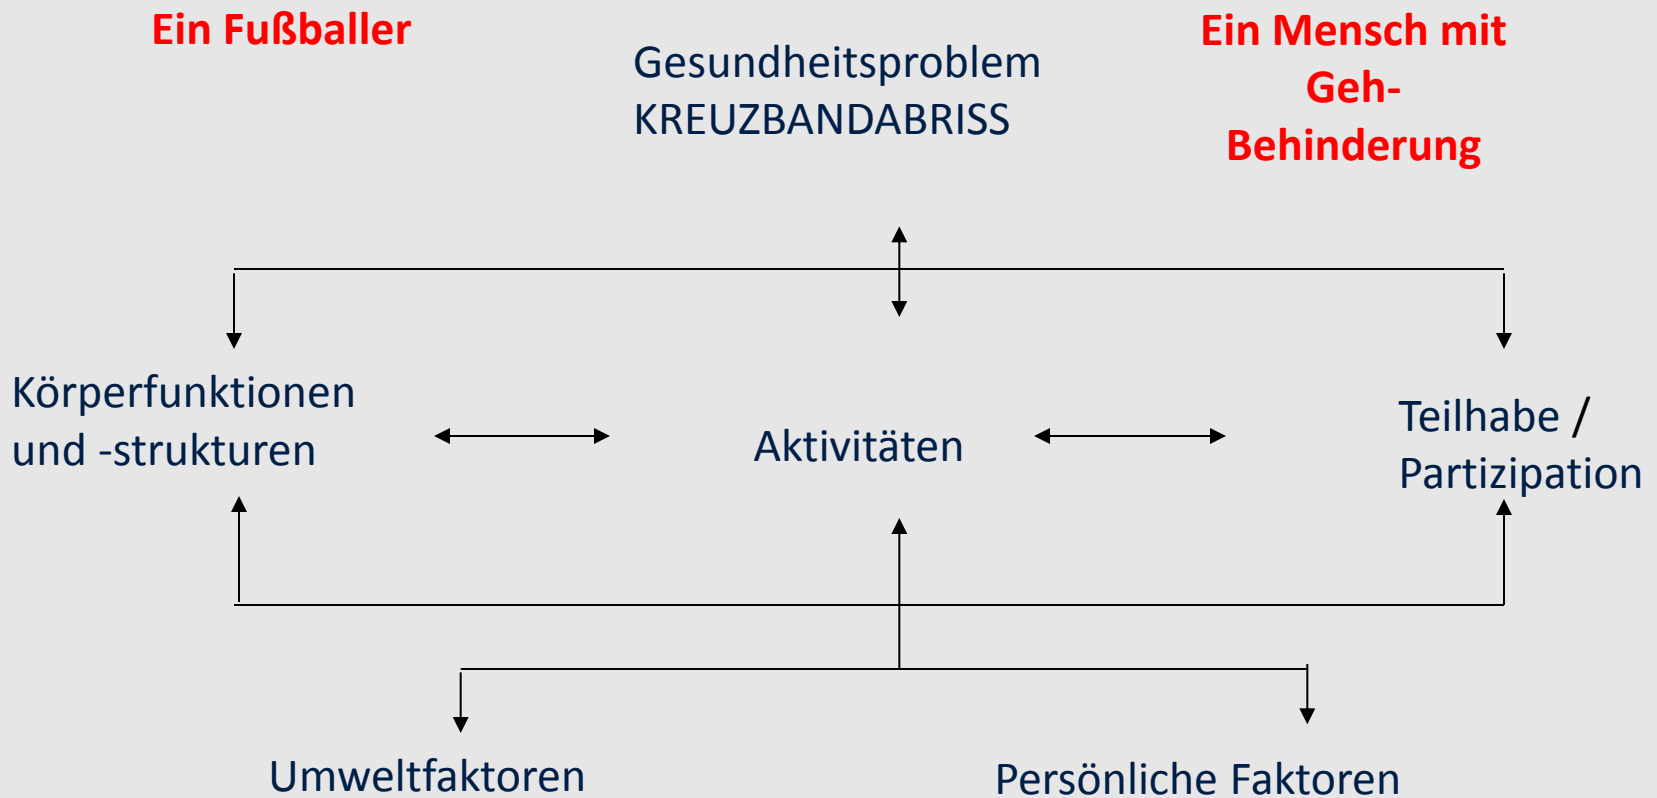 Ein Fußballer
Gesundheitsproblem
KREUZBANDABRISS
Ein Mensch mit
Geh-
Behinderung
Körperfunktionen
und -strukturen
Aktivitäten
Teilhabe /
Partizipation
Umweltfaktoren
Persönliche Faktoren